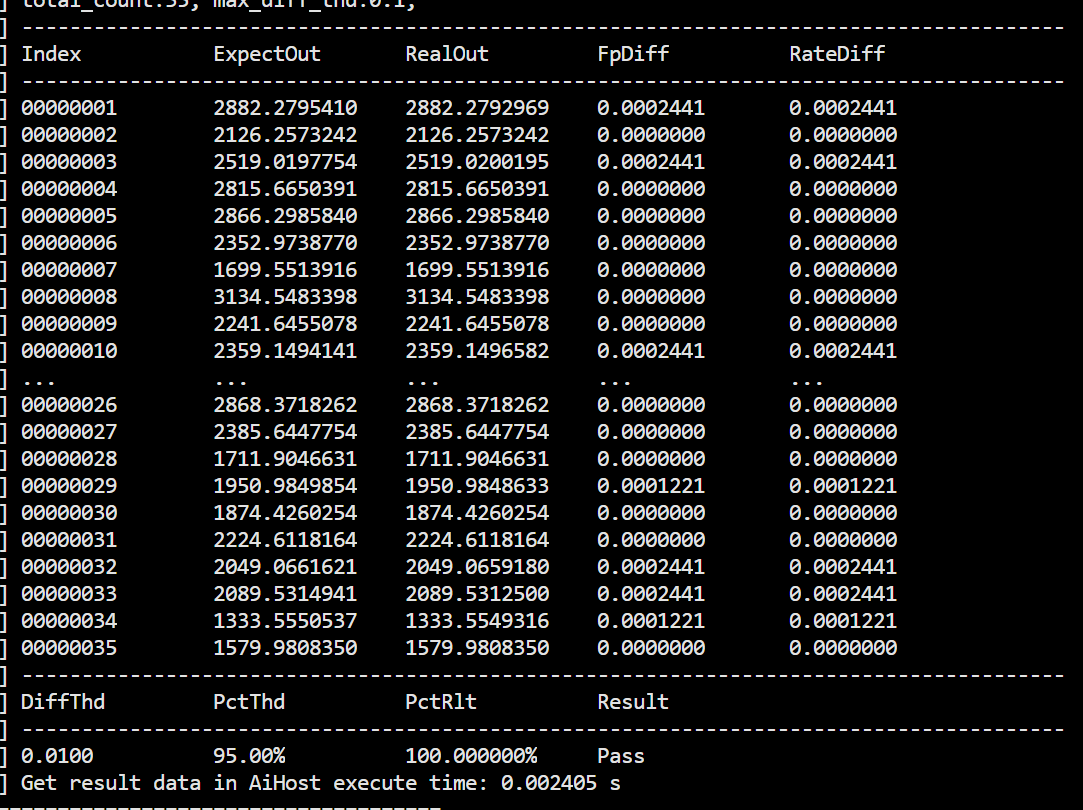 ] total_count:35, max_diff_thd:0.1,
] ---------------------------------------------------------------------------------------
] Index ExpectOut RealOut FpDiff RateDiff
] ---------------------------------------------------------------------------------------
] 00000001 2882.2795410 2882.2792969 0.0002441 0.0002441
] 00000002 2126.2573242 2126.2573242 0.0000000 0.0000000
] 00000003 2519.0197754 2519.0200195 0.0002441 0.0002441
] 00000004 2815.6650391 2815.6650391 0.0000000 0.0000000
] 00000005 2866.2985840 2866.2985840 0.0000000 0.0000000
] 00000006 2352.9738770 2352.9738770 0.0000000 0.0000000
] 00000007 1699.5513916 1699.5513916 0.0000000 0.0000000
] 00000008 3134.5483398 3134.5483398 0.0000000 0.0000000
] 00000009 2241.6455078 2241.6455078 0.0000000 0.0000000
] 00000010 2359.1494141 2359.1496582 0.0002441 0.0002441
] ... ... ... ... ...
] 00000026 2868.3718262 2868.3718262 0.0000000 0.0000000
] 00000027 2385.6447754 2385.6447754 0.0000000 0.0000000
] 00000028 1711.9046631 1711.9046631 0.0000000 0.0000000
] 00000029 1950.9849854 1950.9848633 0.0001221 0.0001221
] 00000030 1874.4260254 1874.4260254 0.0000000 0.0000000
] 00000031 2224.6118164 2224.6118164 0.0000000 0.0000000
] 00000032 2049.0661621 2049.0659180 0.0002441 0.0002441
] 00000033 2089.5314941 2089.5312500 0.0002441 0.0002441
] 00000034 1333.5550537 1333.5549316 0.0001221 0.0001221
] 00000035 1579.9808350 1579.9808350 0.0000000 0.0000000
] ---------------------------------------------------------------------------------------
] DiffThd PctThd PctRlt Result
] ---------------------------------------------------------------------------------------
] 0.0100 95.00% 100.000000% Pass
] Get result data in AiHost execute time: 0.002405 s